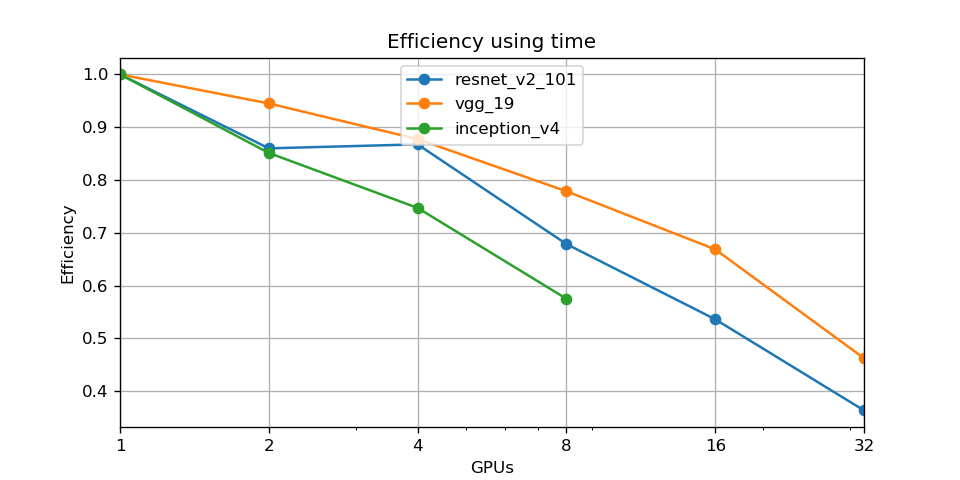 Efficiency using time
resnet_v2_101
vgg_19
inception_v4
1.0
0.9
0.8
0.7
0.6
0.5
0.4
Efficiency
1 2 4 8 16 32
GPUs